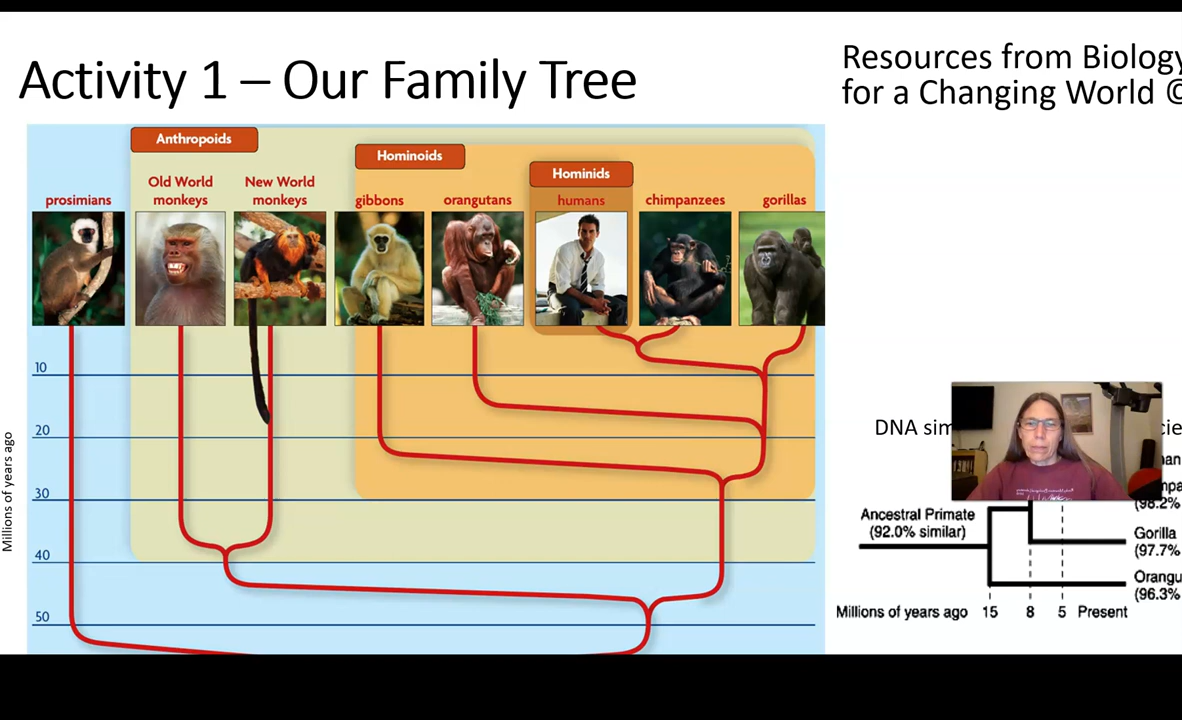 Activity 1 – Our Family Tree
Resources from Biology
for a Changing World ©
Anthropoids
Hominoids
Hominids
prosimians
Old World
monkeys
New World
monkeys
gibbons
orangutans
humans
chimpanzees
gorillas
10
20
30
40
50
Millions of years ago
DNA
Ancestral Primate
(92.0% similar)
(98.2%
Gorilla
(97.7%
Orangu
(96.3%
Millions of years ago 15 8 5 Present